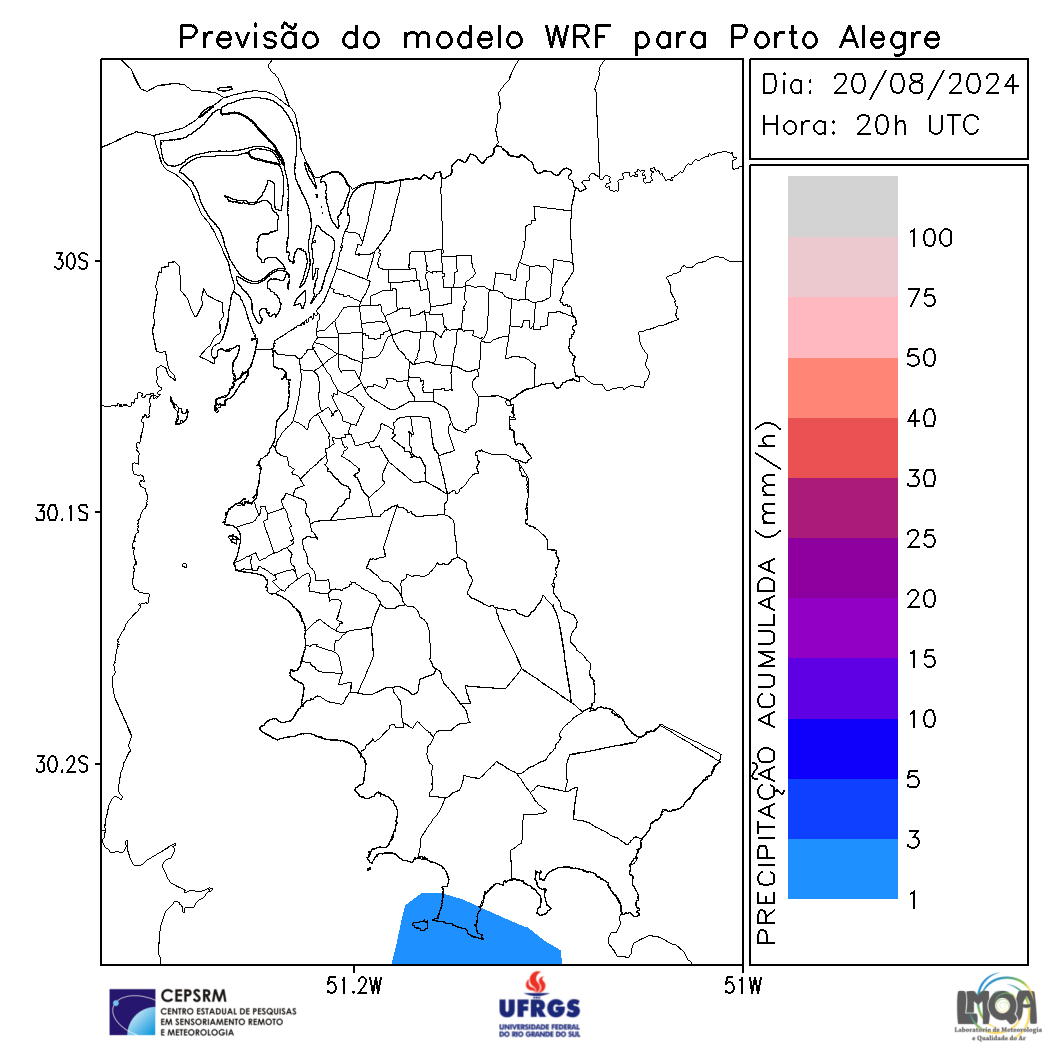 Previsão do modelo WRF para Porto Alegre
Dia: 20/08/2024
Hora: 20h UTC
30S
30.1S
30.2S
51.2W
51W
PRECIPITAÇÃO ACUMULADA (mm/h)
100
75
50
40
30
25
20
15
10
5
3
1
CEPSRM
CENTRO ESTADUAL DE PESQUISAS
EM SENSORIAMENTO REMOTO
E METEOROLOGIA
UFRGS
UNIVERSIDADE FEDERAL
DO RIO GRANDE DO SUL
LMQA
Laboratório de Meteorologia
e Qualidade do Ar